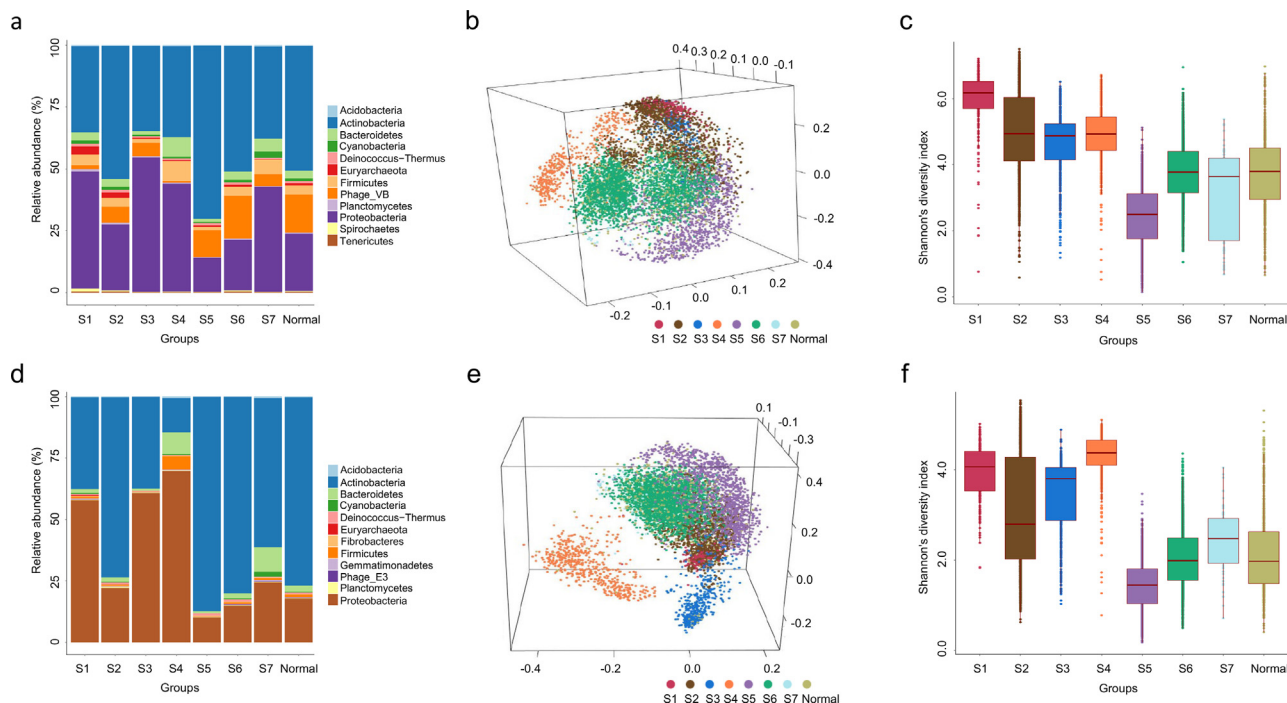 a
Relative abundance (%)
100
75
50
25
0
S1 S2 S3 S4 S5 S6 S7 Normal
Groups
Acidobacteria
Actinobacteria
Bacteroidetes
Cyanobacteria
Deinococcus−Thermus
Euryarchaeota
Firmicutes
Phage_VB
Planctomycetes
Proteobacteria
Spirochaetes
Tenericutes
b
0.4 0.3 0.2 0.1 0.0 -0.1
0.2
0.0
-0.2
-0.4
-0.2 -0.1 0.0 0.1 0.2
S1 S2 S3 S4 S5 S6 S7 Normal
c
Shannon's diversity index
6.0
4.0
2.0
0.0
S1 S2 S3 S4 S5 S6 S7 Normal
Groups
d
Relative abundance (%)
100
75
50
25
0
S1 S2 S3 S4 S5 S6 S7 Normal
Groups
Acidobacteria
Actinobacteria
Bacteroidetes
Cyanobacteria
Deinococcus−Thermus
Euryarchaeota
Fibrobacteres
Firmicutes
Gemmatimonadetes
Phage_E3
Planctomycetes
Proteobacteria
e
0.1
-0.1
-0.3
0.4
0.2
0.0
-0.2
-0.4 0.0 0.2
S1 S2 S3 S4 S5 S6 S7 Normal
f
Shannon's diversity index
4.0
2.0
0.0
S1 S2 S3 S4 S5 S6 S7 Normal
Groups